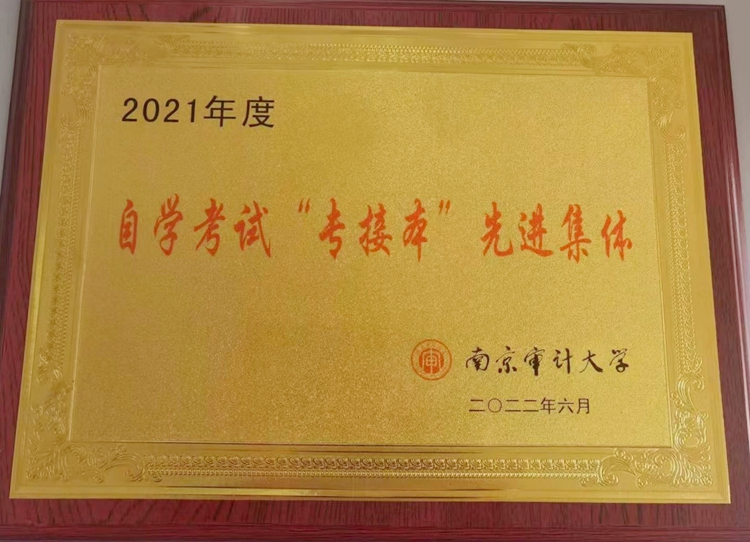 2021年度
自学考试“专接本”先进集体
审 南京审计大学
二〇二二年六月